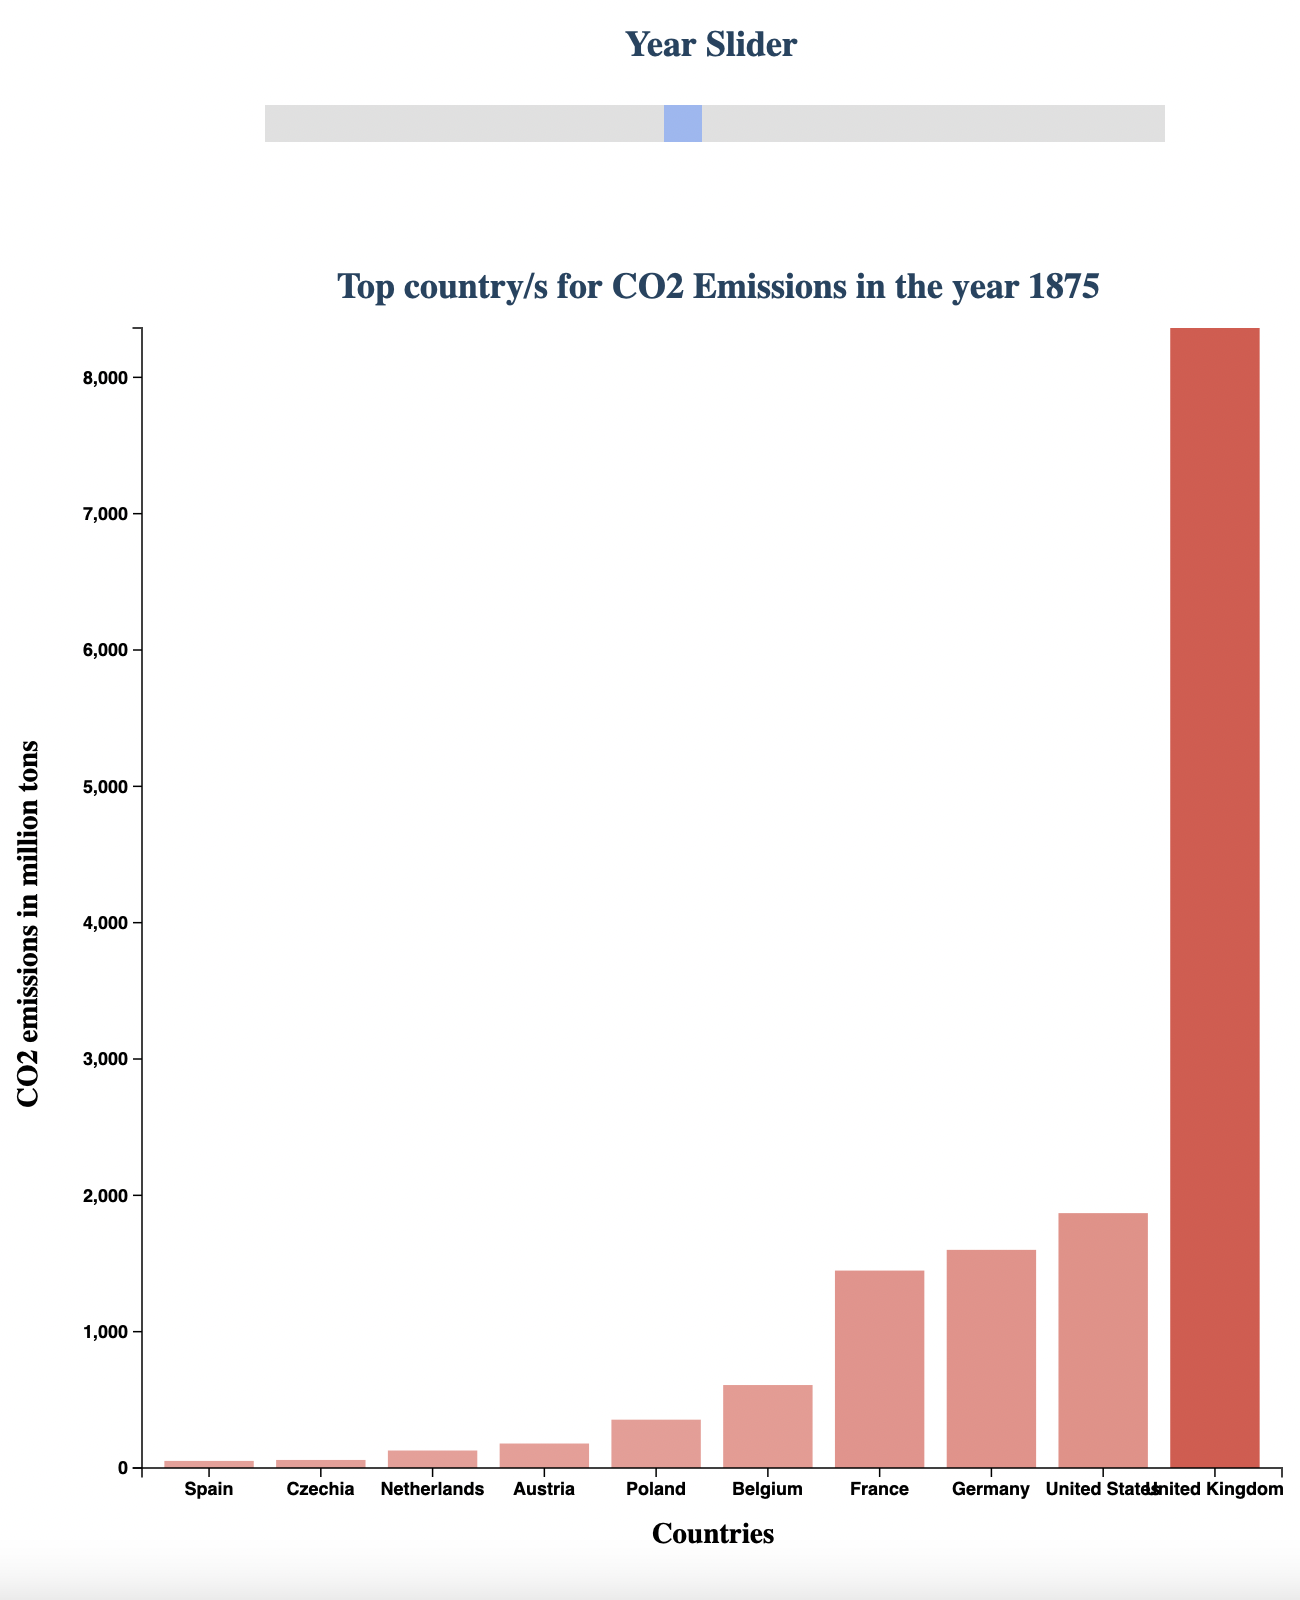 Year Slider
Top country/s for CO2 Emissions in the year 1875
8,000
7,000
6,000
5,000
4,000
3,000
2,000
1,000
0
CO2 emissions in million tons
Spain Czechia Netherlands Austria Poland Belgium France Germany United States United Kingdom
Countries